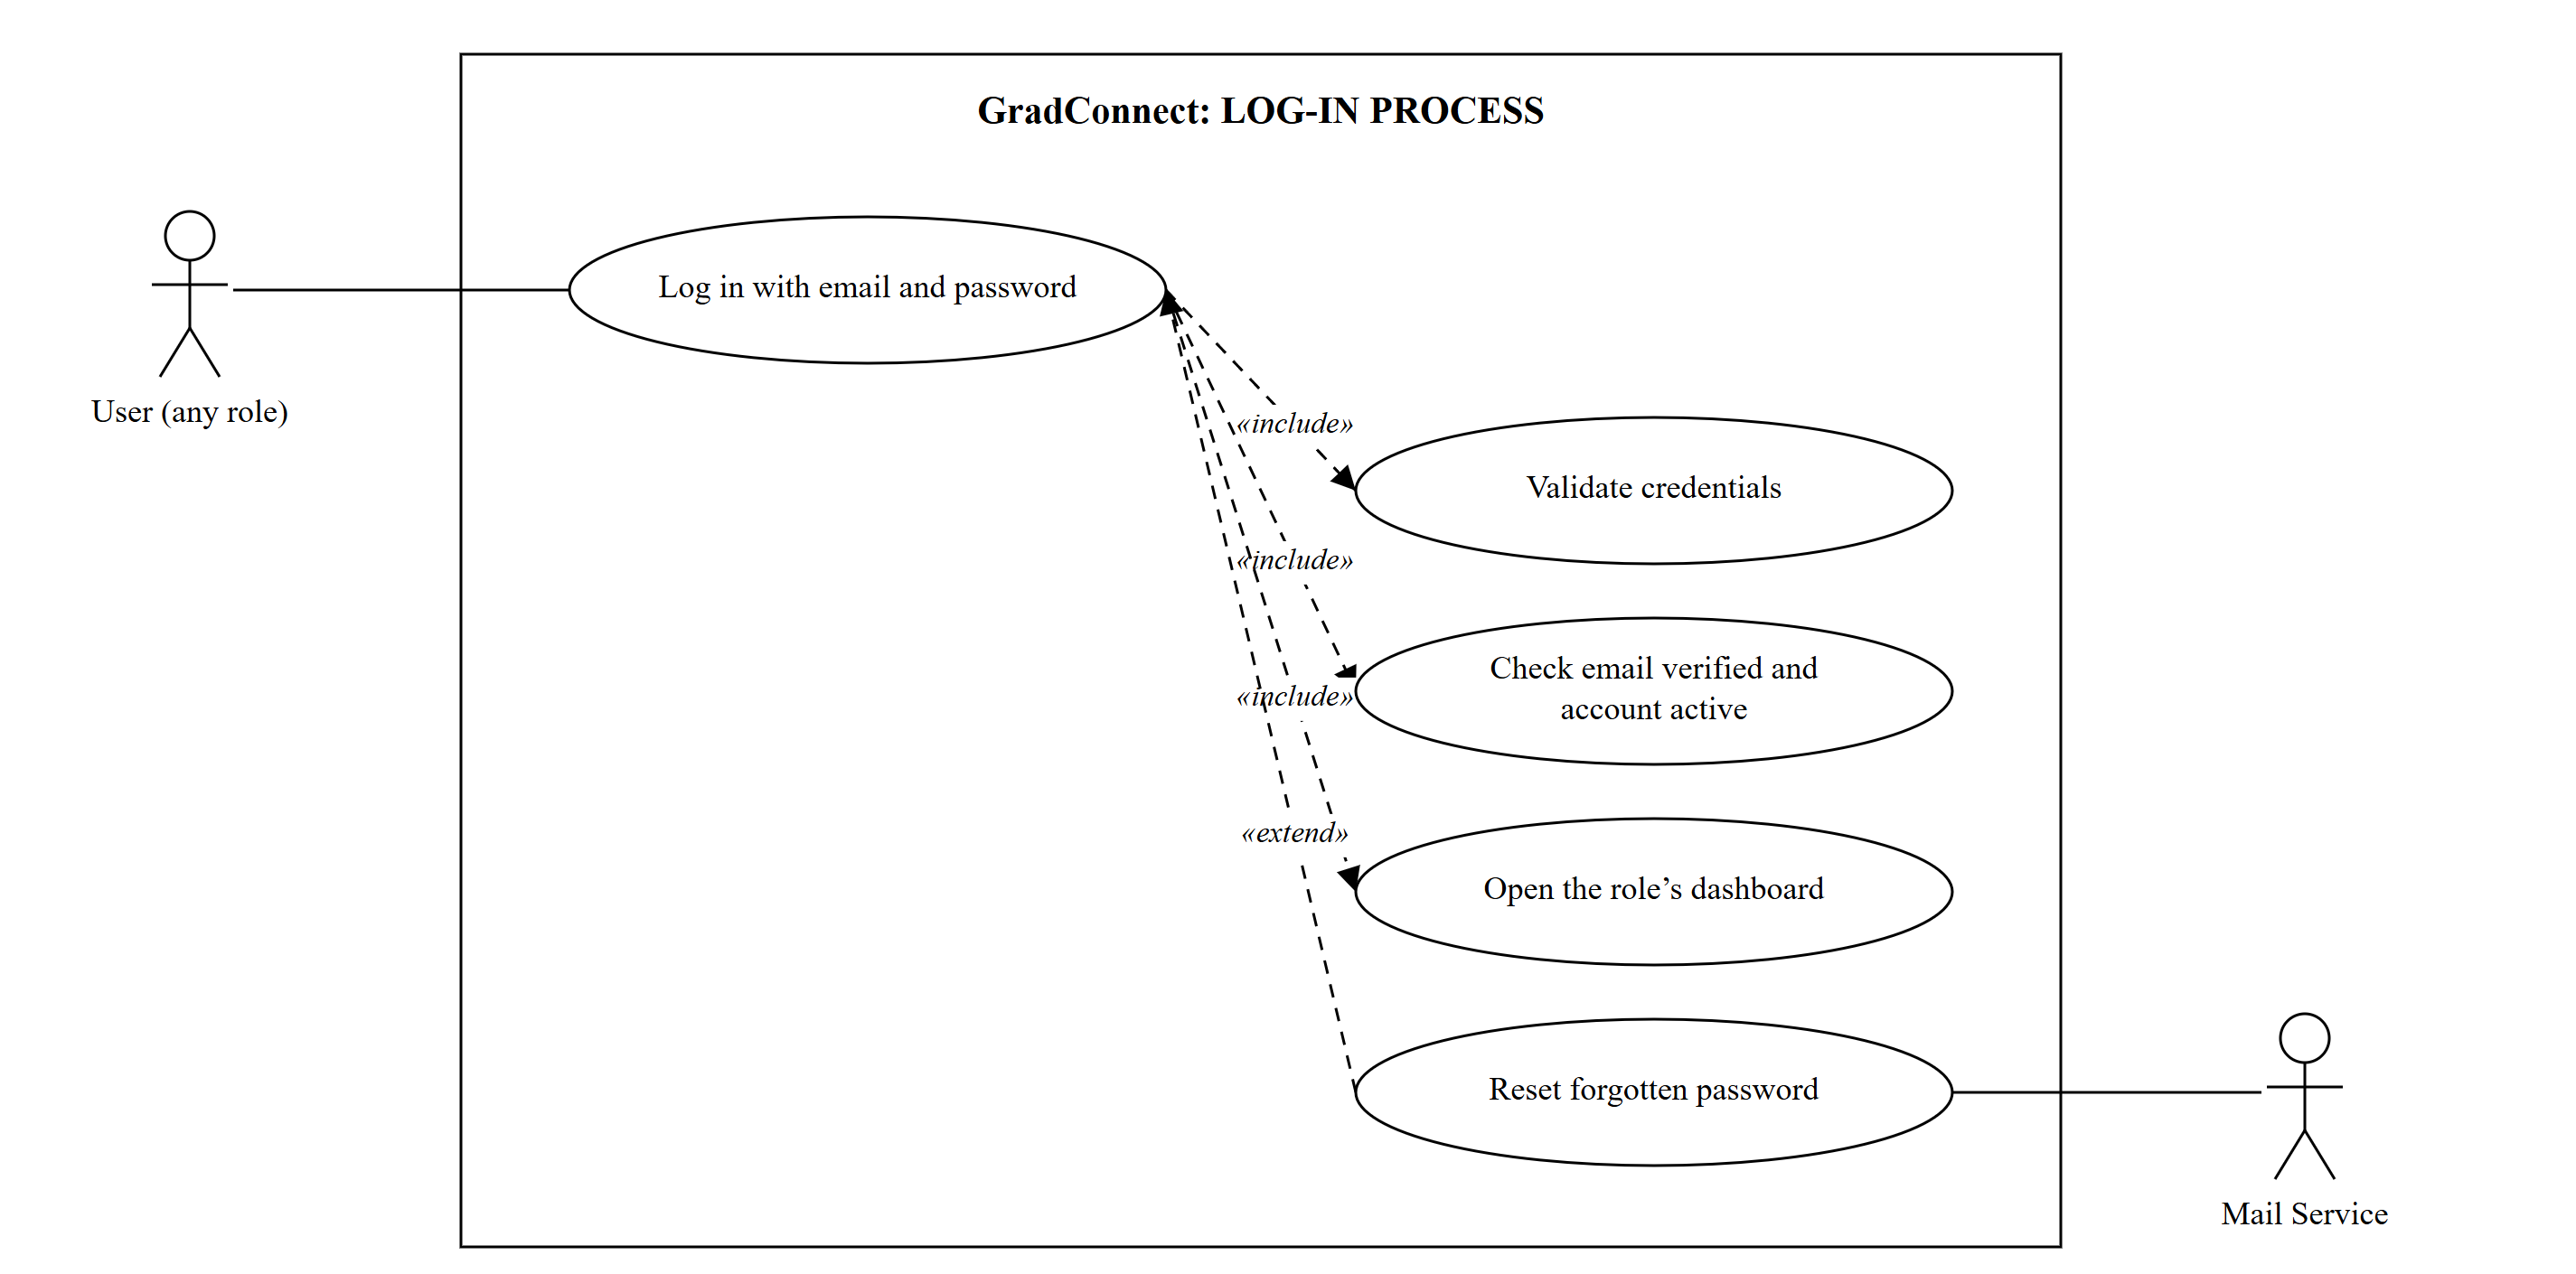 GradConnect: LOG-IN PROCESS
Log in with email and password
User (any role)
«include»
Validate credentials
«include»
Check email verified and
account active
«include»
«extend»
Open the role’s dashboard
Reset forgotten password
Mail Service